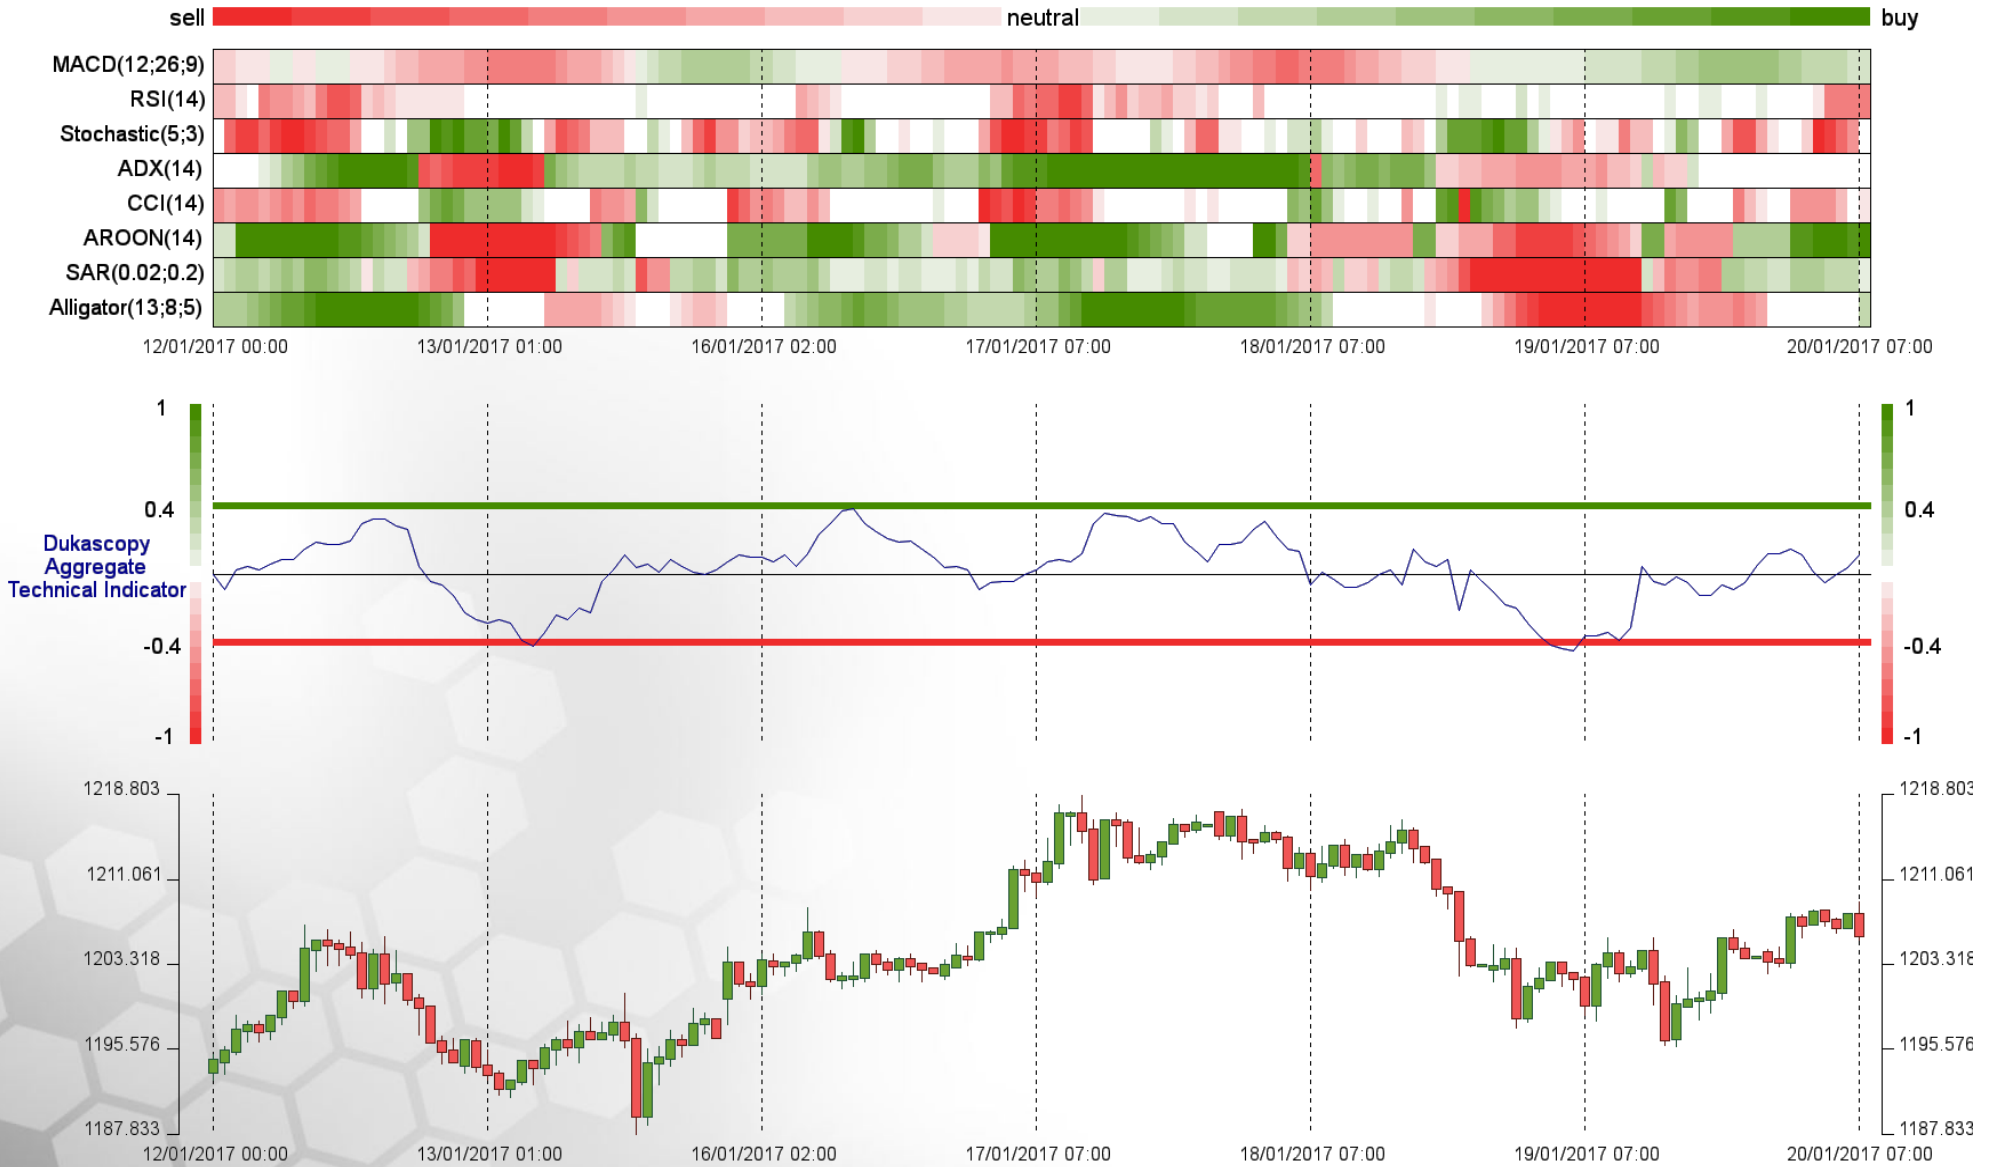 sell neutral buy
MACD(12;26;9)
RSI(14)
Stochastic(5;3)
ADX(14)
CCI(14)
AROON(14)
SAR(0.02;0.2)
Alligator(13;8;5)
12/01/2017 00:00 13/01/2017 01:00 16/01/2017 02:00 17/01/2017 07:00 18/01/2017 07:00 19/01/2017 07:00 20/01/2017 07:00
1 1
0.4 0.4
Dukascopy
Aggregate
Technical Indicator
-0.4 -0.4
-1 -1
1218.803 1218.803
1211.061 1211.061
1203.318 1203.318
1195.576 1195.576
1187.833 1187.833
12/01/2017 00:00 13/01/2017 01:00 16/01/2017 02:00 17/01/2017 07:00 18/01/2017 07:00 19/01/2017 07:00 20/01/2017 07:00